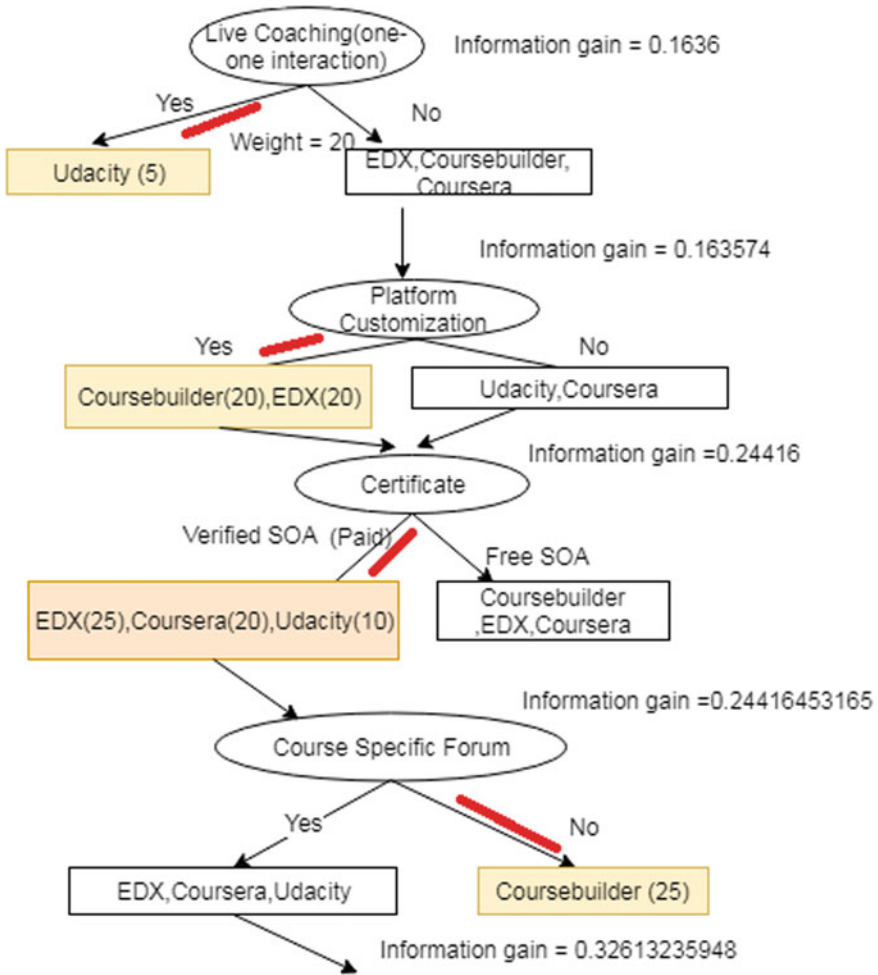 Live Coaching(one-
one interaction)
Information gain = 0.1636
Yes
No
Weight = 20
Udacity (5)
EDX,Coursebuilder,
Coursera
Information gain = 0.163574
Platform
Customization
Yes
No
Coursebuilder(20),EDX(20)
Udacity,Coursera
Information gain =0.24416
Certificate
Verified SOA (Paid)
Free SOA
EDX(25),Coursera(20),Udacity(10)
Coursebuilder
,EDX,Coursera
Information gain =0.24416453165
Course Specific Forum
Yes
No
EDX,Coursera,Udacity
Coursebuilder (25)
Information gain = 0.32613235948